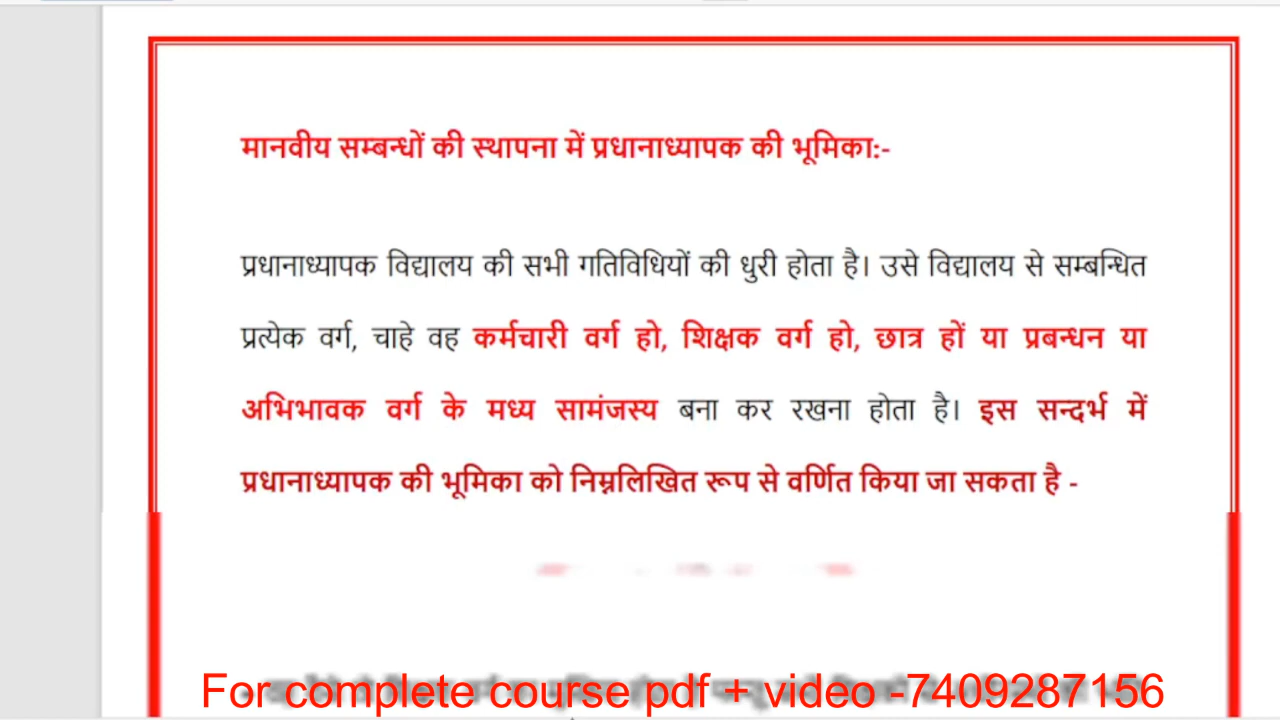 मानवीय सम्बन्धों की स्थापना में प्रधानाध्यापक की भूमिका:-
प्रधानाध्यापक विद्यालय की सभी गतिविधियों की धुरी होता है। उसे विद्यालय से सम्बन्धित
प्रत्येक वर्ग, चाहे वह कर्मचारी वर्ग हो, शिक्षक वर्ग हो, छात्र हों या प्रबन्धन या
अभिभावक वर्ग के मध्य सामंजस्य बना कर रखना होता है। इस सन्दर्भ में
प्रधानाध्यापक की भूमिका को निम्नलिखित रूप से वर्णित किया जा सकता है -
For complete course pdf + video -7409287156